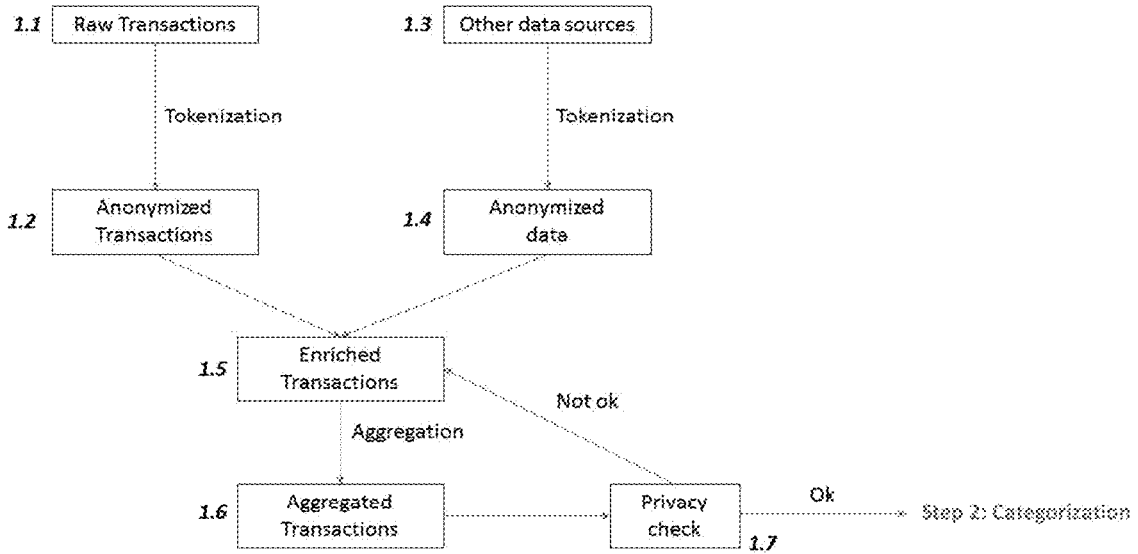 1.1 Raw Transactions
1.3 Other data sources
Tokenization
Tokenization
1.2
Anonymized
Transactions
1.4
Anonymized
data
1.5
Enriched
Transactions
Not ok
Aggregation
1.6
Aggregated
Transactions
Privacy
check
1.7
Ok
Step 2: Categorization